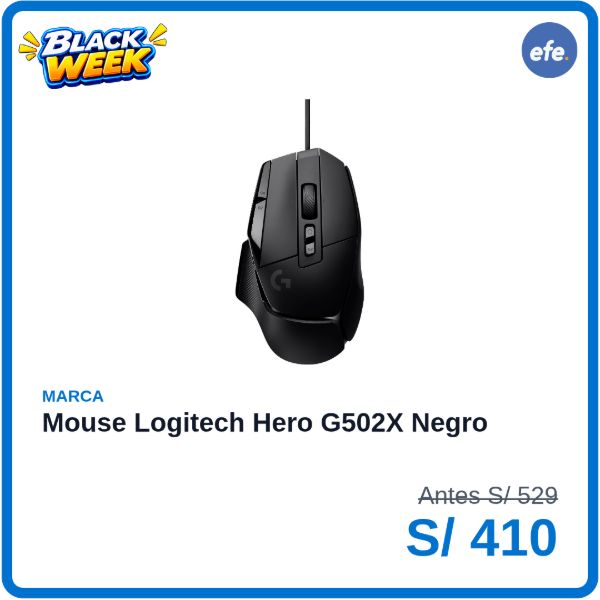 BLACK
WEEK
efe.
G
MARCA
Mouse Logitech Hero G502X Negro
Antes S/ 529
S/ 410